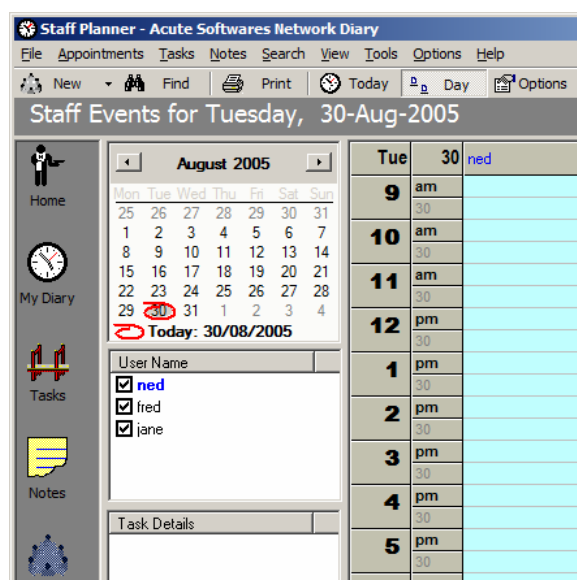 Staff Planner - Acute Softwares Network Diary
File Appointments Tasks Notes Search View Tools Options Help
New Find Print Today Day Options
Staff Events for Tuesday, 30-Aug-2005
Home
My Diary
Tasks
Notes
August 2005
Mon Tue Wed Thu Fri Sat Sun
25 26 27 28 29 30 31
1 2 3 4 5 6 7
8 9 10 11 12 13 14
15 16 17 18 19 20 21
22 23 24 25 26 27 28
29 30 31 1 2 3 4
Today: 30/08/2005
User Name
ned
fred
jane
Task Details
Tue 30 ned
9 am
30
10 am
30
11 am
30
12 pm
30
1 pm
30
2 pm
30
3 pm
30
4 pm
30
5 pm
30